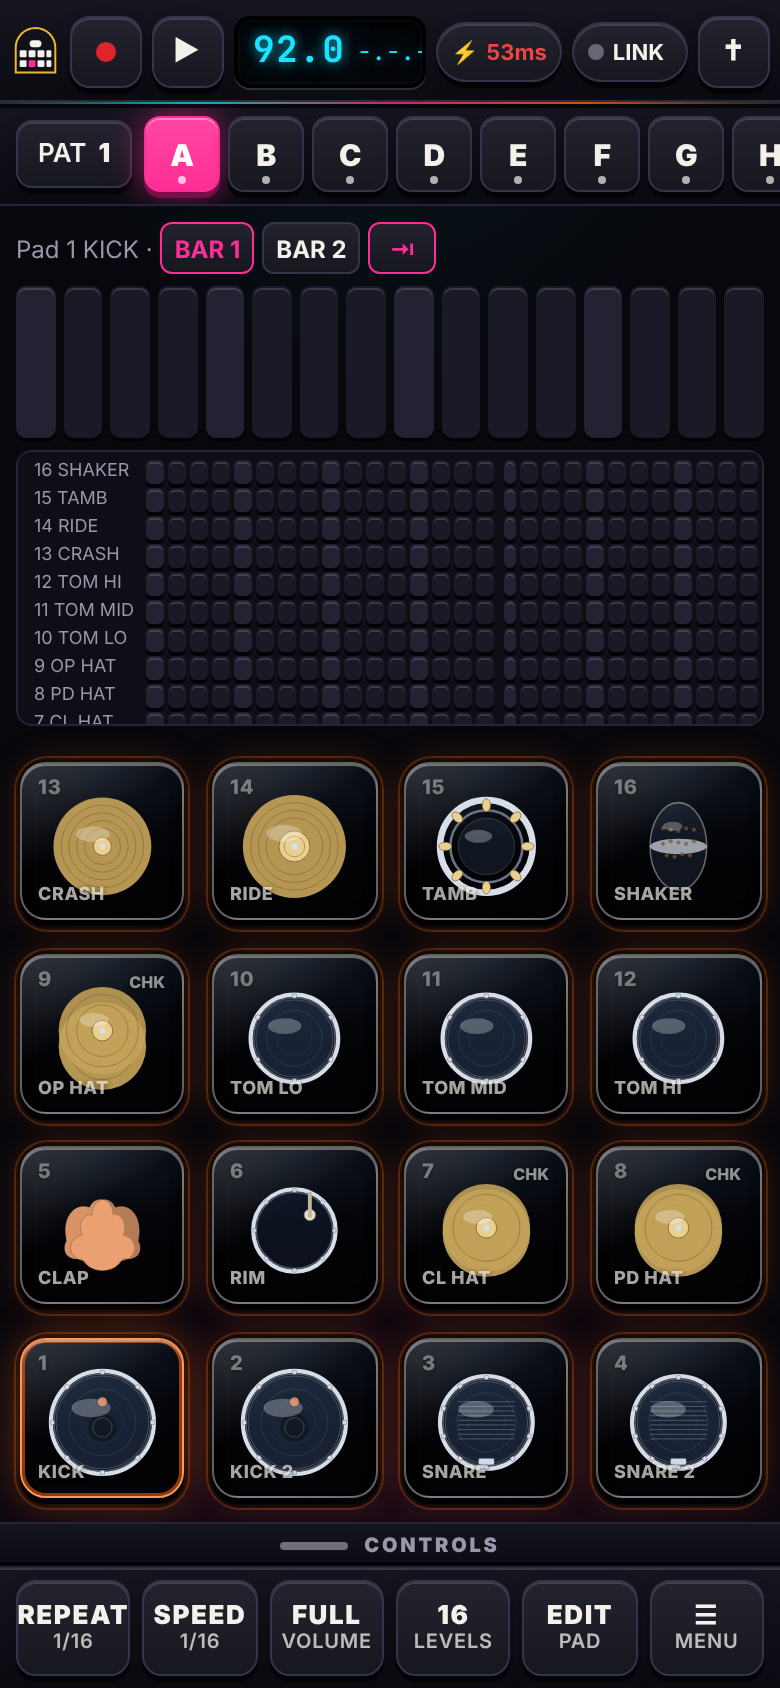 92.0 -.-.-
⚡ 53ms
LINK
PAT 1
A B C D E F G H
Pad 1 KICK · BAR 1 BAR 2 ⇥
16 SHAKER
15 TAMB
14 RIDE
13 CRASH
12 TOM HI
11 TOM MID
10 TOM LO
9 OP HAT
8 PD HAT
7 CL HAT
13
CRASH
14
RIDE
15
TAMB
16
SHAKER
9 CHK
OP HAT
10
TOM LO
11
TOM MID
12
TOM HI
5
CLAP
6
RIM
7 CHK
CL HAT
8 CHK
PD HAT
1
KICK
2
KICK 2
3
SNARE
4
SNARE 2
CONTROLS
REPEAT
1/16
SPEED
1/16
FULL
VOLUME
16
LEVELS
EDIT
PAD
☰
MENU